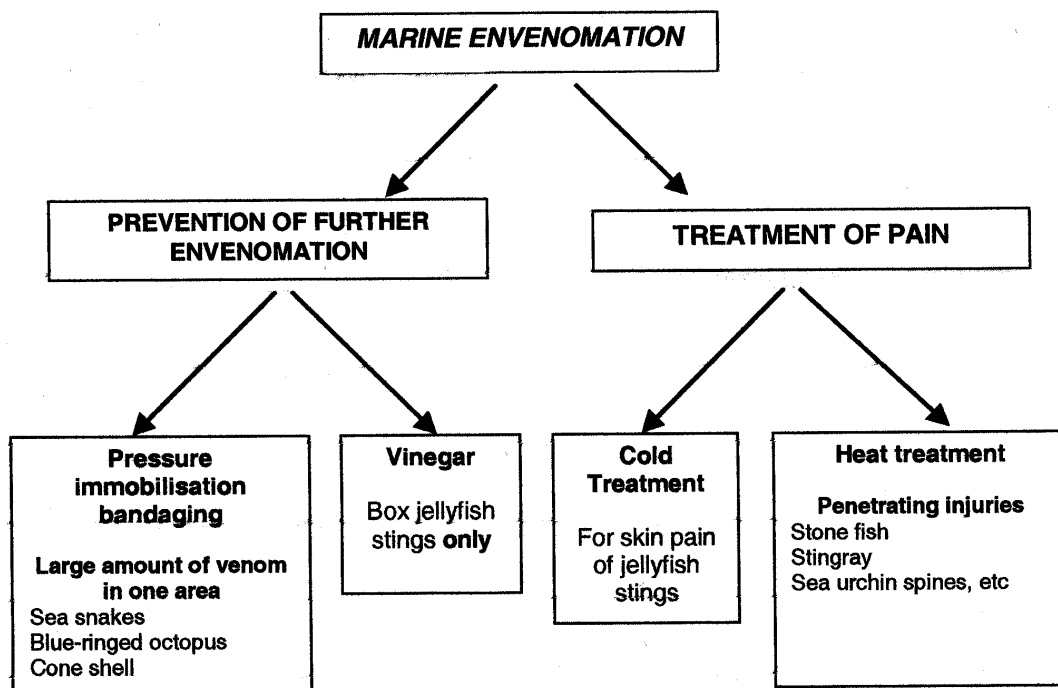 MARINE ENVENOMATION
PREVENTION OF FURTHER
ENVENOMATION
TREATMENT OF PAIN
Pressure
immobilisation
bandaging
Large amount of venom
in one area
Sea snakes
Blue-ringed octopus
Cone shell
Vinegar
Box jellyfish
stings only
Cold
Treatment
For skin pain
of jellyfish
stings
Heat treatment
Penetrating injuries
Stone fish
Stingray
Sea urchin spines, etc